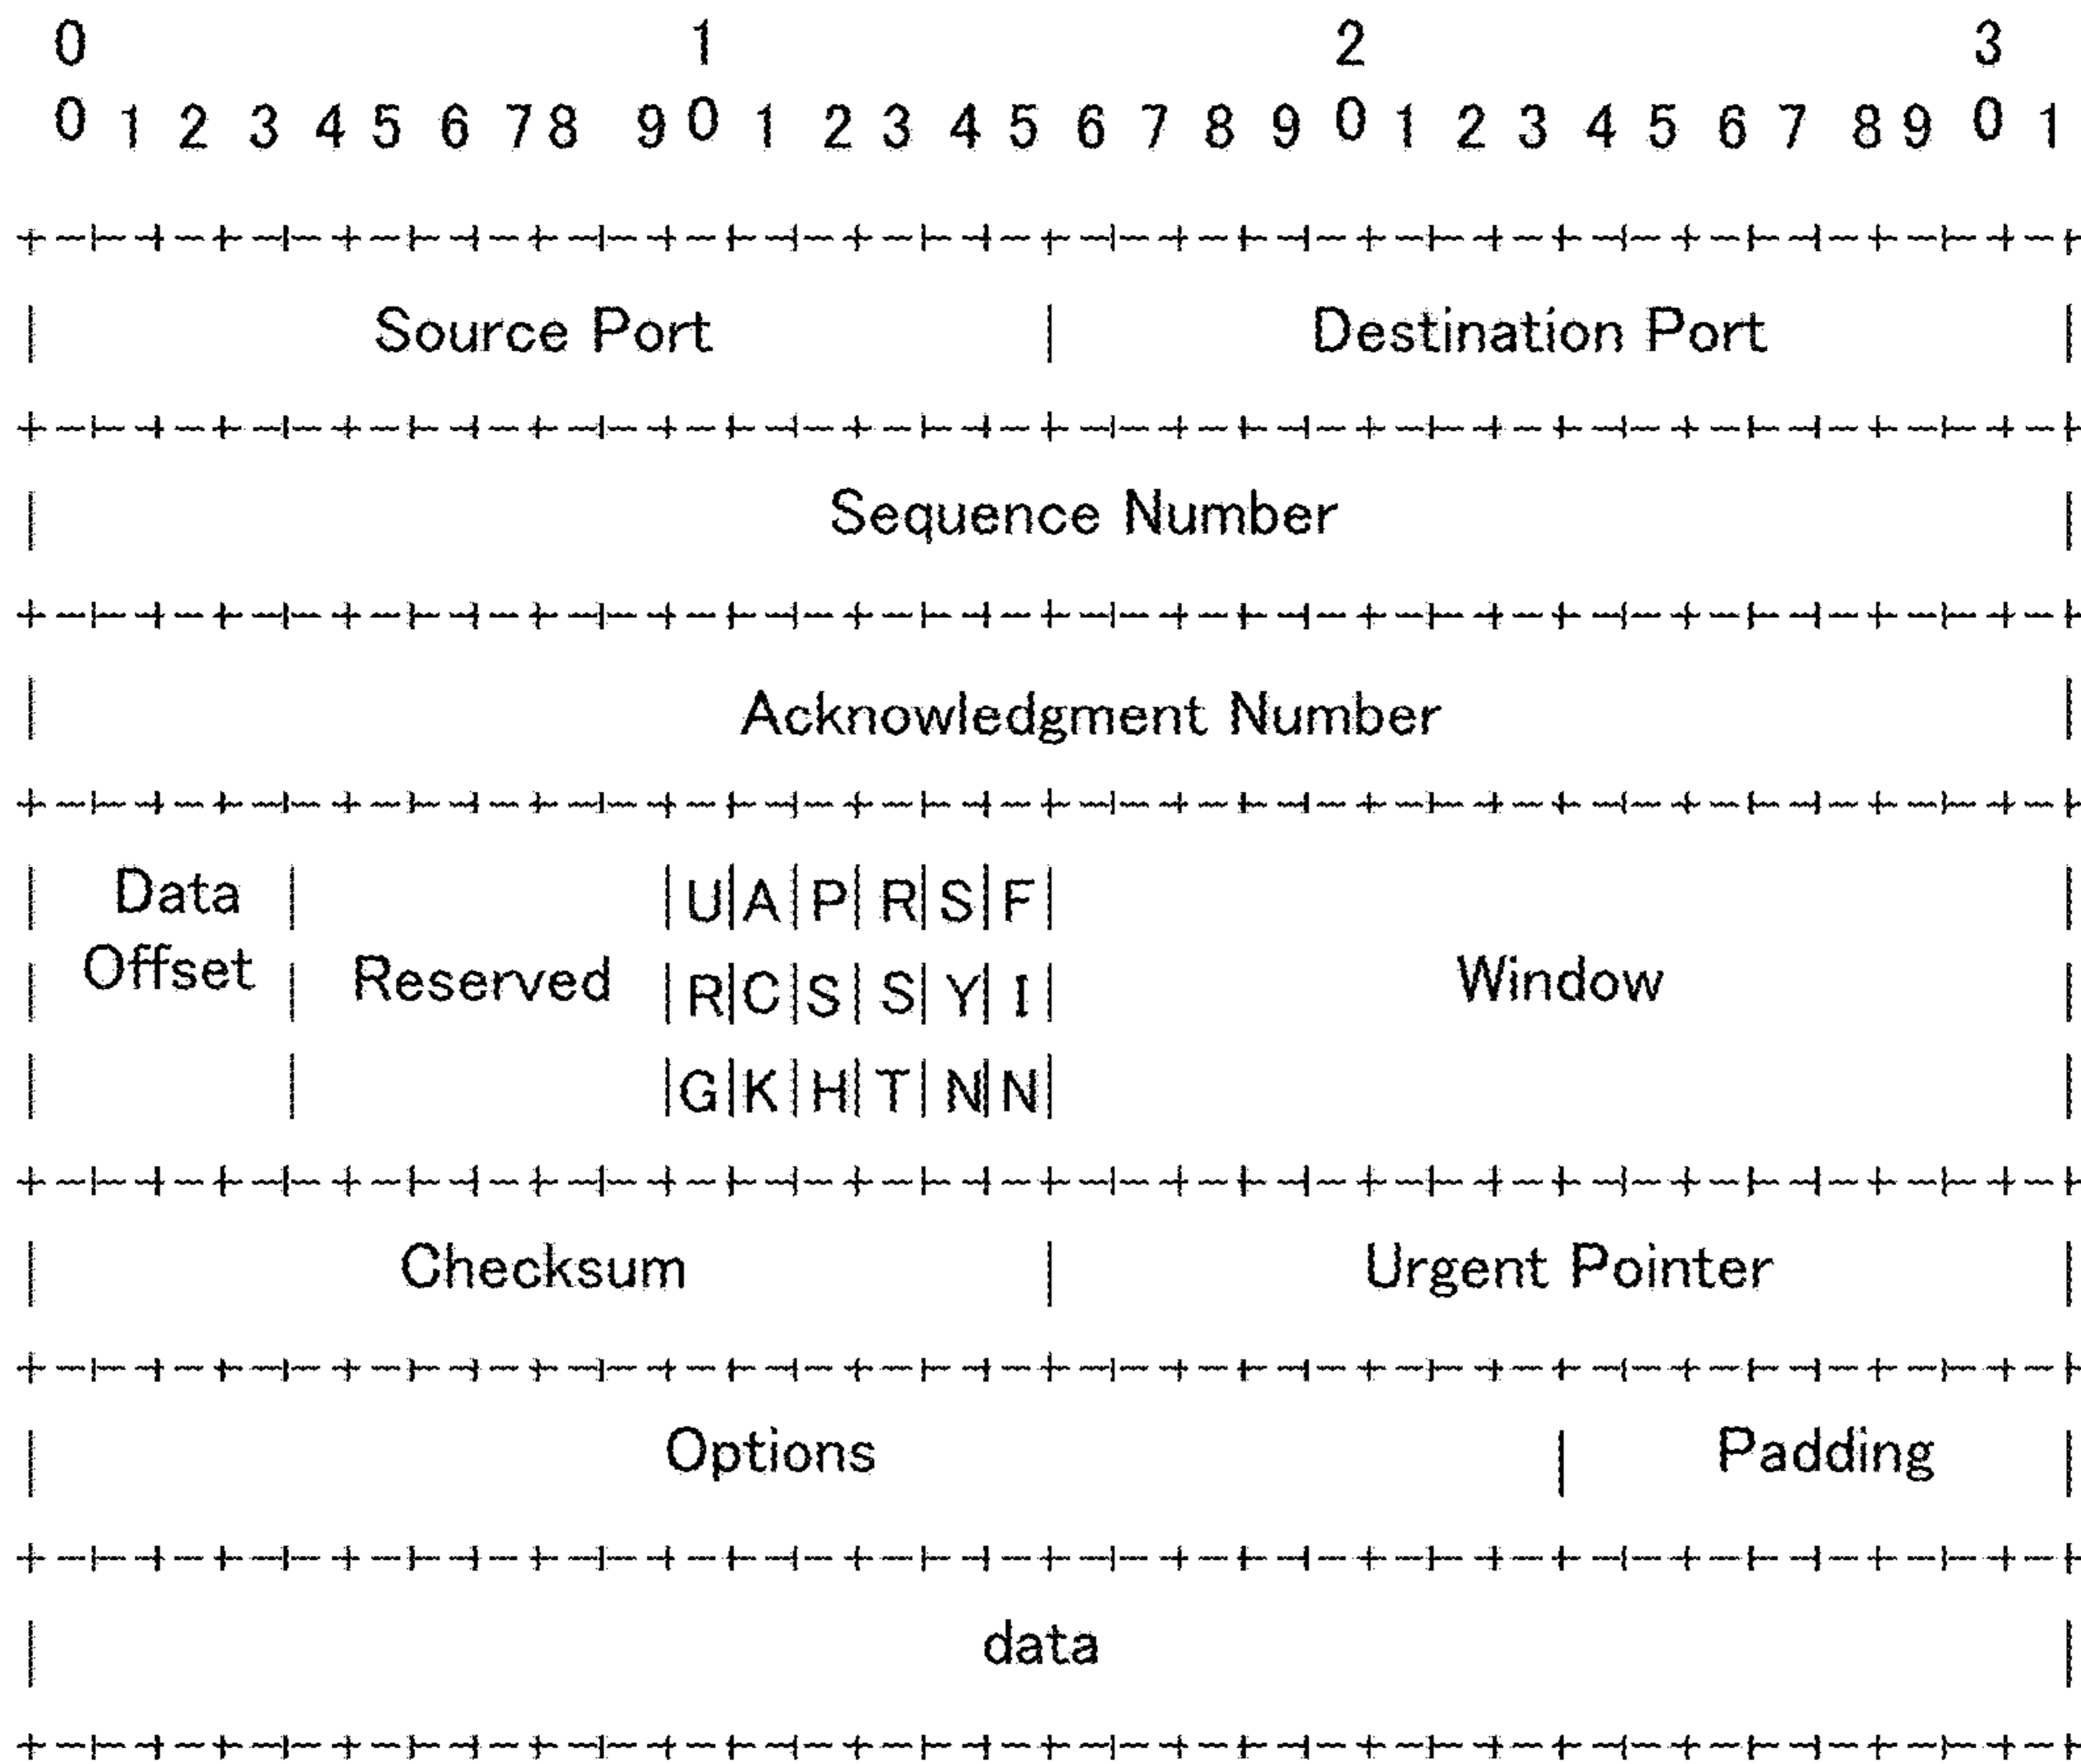 0 1 2 3
0 1 2 3 4 5 6 7 8 9 0 1 2 3 4 5 6 7 8 9 0 1 2 3 4 5 6 7 8 9 0 1
+-+-+-+-+-+-+-+-+-+-+-+-+-+-+-+-+-+-+-+-+-+-+-+-+-+-+-+-+-+-+-+-+
| Source Port | Destination Port |
+-+-+-+-+-+-+-+-+-+-+-+-+-+-+-+-+-+-+-+-+-+-+-+-+-+-+-+-+-+-+-+-+
| Sequence Number |
+-+-+-+-+-+-+-+-+-+-+-+-+-+-+-+-+-+-+-+-+-+-+-+-+-+-+-+-+-+-+-+-+
| Acknowledgment Number |
+-+-+-+-+-+-+-+-+-+-+-+-+-+-+-+-+-+-+-+-+-+-+-+-+-+-+-+-+-+-+-+-+
| Data | |U|A|P|R|S|F| |
| Offset | Reserved |R|C|S|S|Y|I| Window |
| | |G|K|H|T|N|N| |
+-+-+-+-+-+-+-+-+-+-+-+-+-+-+-+-+-+-+-+-+-+-+-+-+-+-+-+-+-+-+-+-+
| Checksum | Urgent Pointer |
+-+-+-+-+-+-+-+-+-+-+-+-+-+-+-+-+-+-+-+-+-+-+-+-+-+-+-+-+-+-+-+-+
| Options | Padding |
+-+-+-+-+-+-+-+-+-+-+-+-+-+-+-+-+-+-+-+-+-+-+-+-+-+-+-+-+-+-+-+-+
| data |
+-+-+-+-+-+-+-+-+-+-+-+-+-+-+-+-+-+-+-+-+-+-+-+-+-+-+-+-+-+-+-+-+